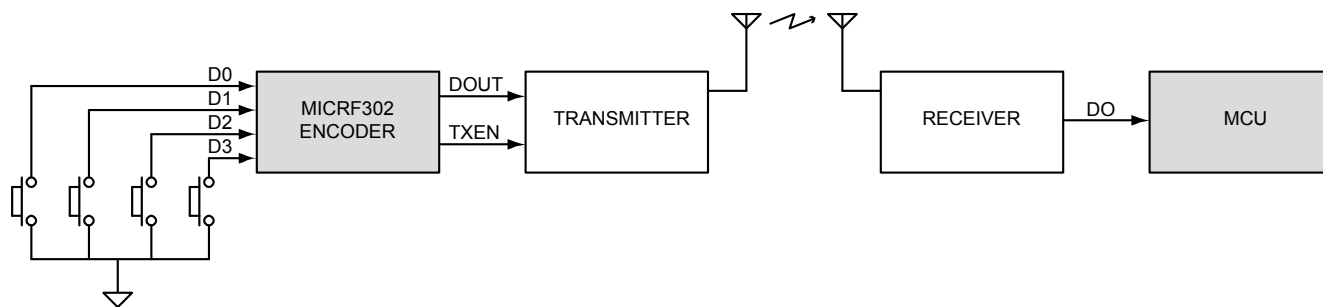 D0
D1
D2
D3
MICRF302
ENCODER
DOUT
TXEN
TRANSMITTER
RECEIVER
DO
MCU